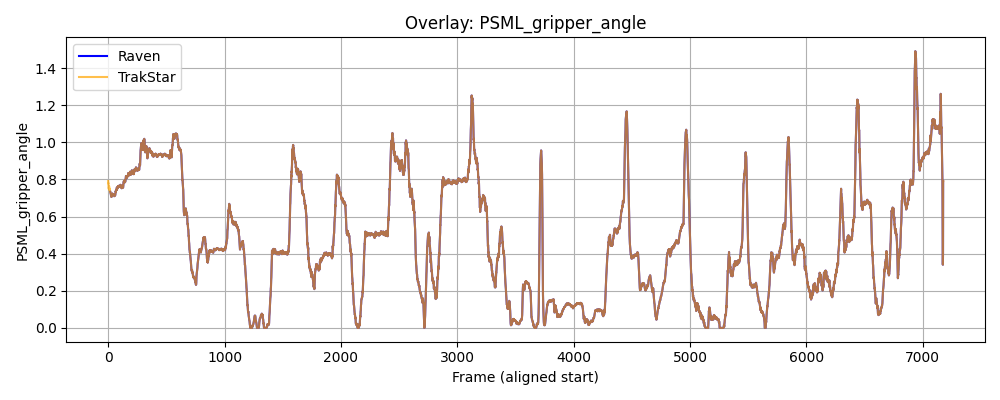 Overlay: PSML_gripper_angle
Raven
TrakStar
PSML_gripper_angle
1.4
1.2
1.0
0.8
0.6
0.4
0.2
0.0
0 1000 2000 3000 4000 5000 6000 7000
Frame (aligned start)